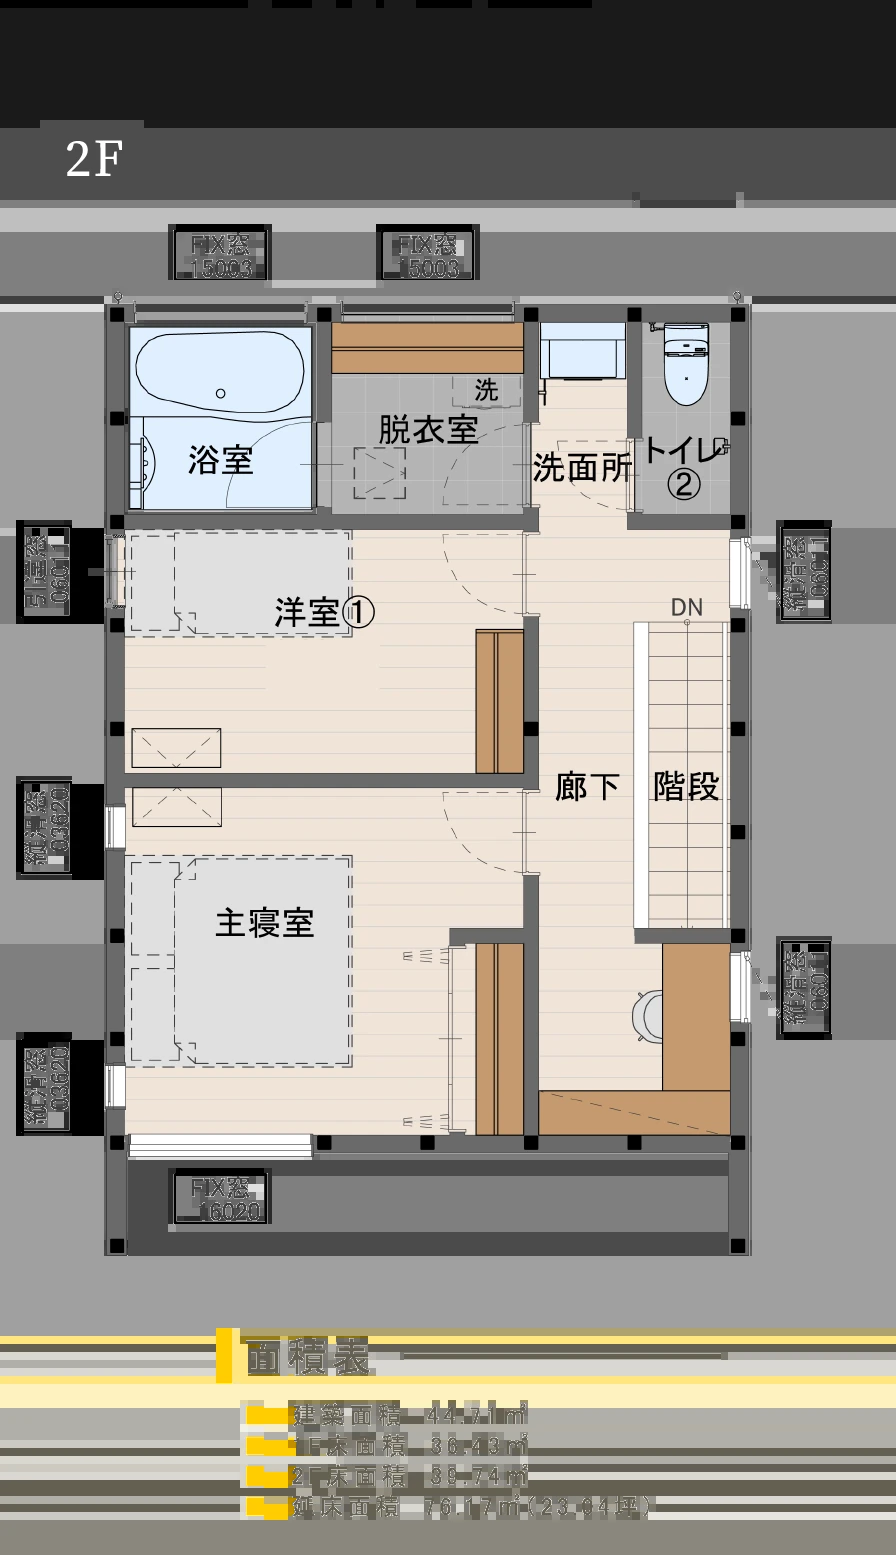 2F
FIX窓
15003
FIX窓
15003
洗
脱衣室
浴室
洗面所
トイレ
②
引違窓
06011
縦滑窓
06011
洋室①
DN
廊下
階段
縦滑窓
03620
主寝室
縦滑窓
06011
縦滑窓
03620
FIX窓
16020
面積表
建築面積 44.71㎡
1F床面積 36.43㎡
2F床面積 39.74㎡
延床面積 76.17㎡(23.04坪)